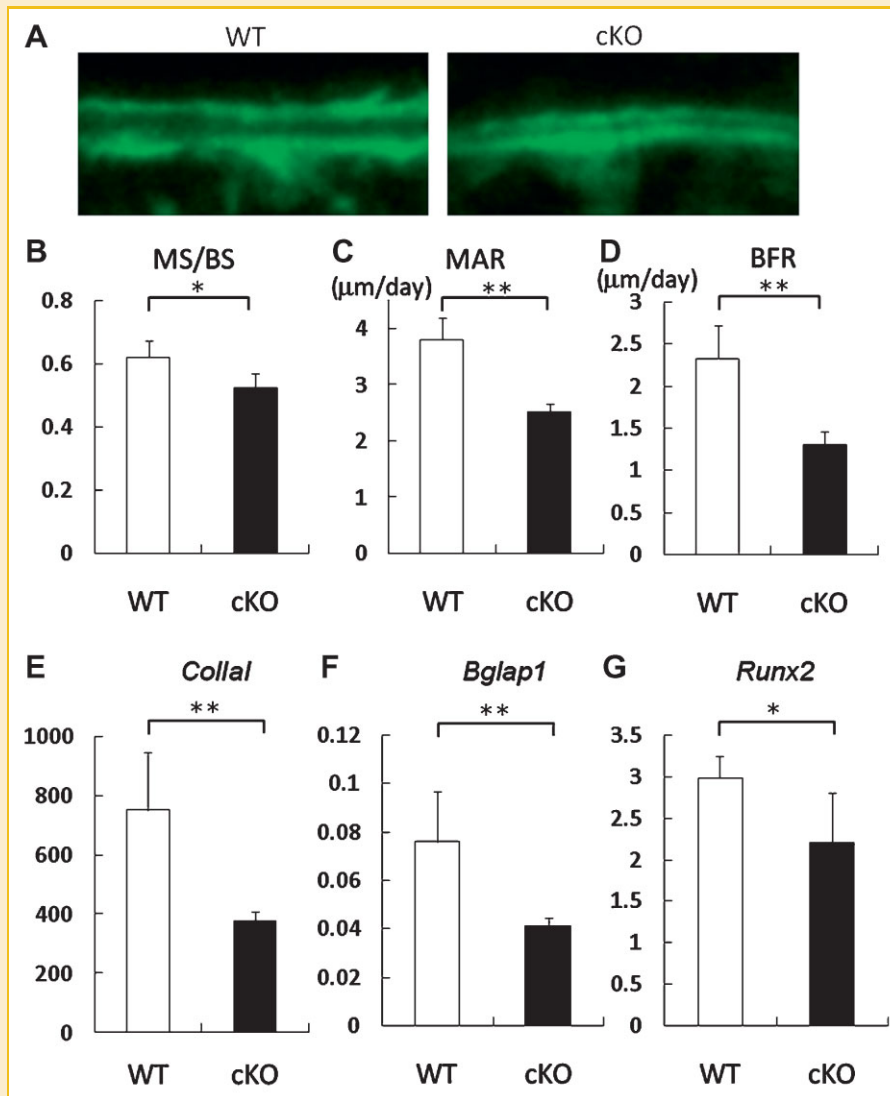 A
WT
cKO
B
MS/BS
*
0.8
0.6
0.4
0.2
0
WT
cKO
C
MAR
(μm/day)
**
4
3
2
1
0
WT
cKO
D
BFR
(μm/day)
**
3
2.5
2
1.5
1
0.5
0
WT
cKO
E
CollaI
**
1000
800
600
400
200
0
WT
cKO
F
Bglap1
**
0.12
0.1
0.08
0.06
0.04
0.02
0
WT
cKO
G
Runx2
*
3.5
3
2.5
2
1.5
1
0.5
0
WT
cKO